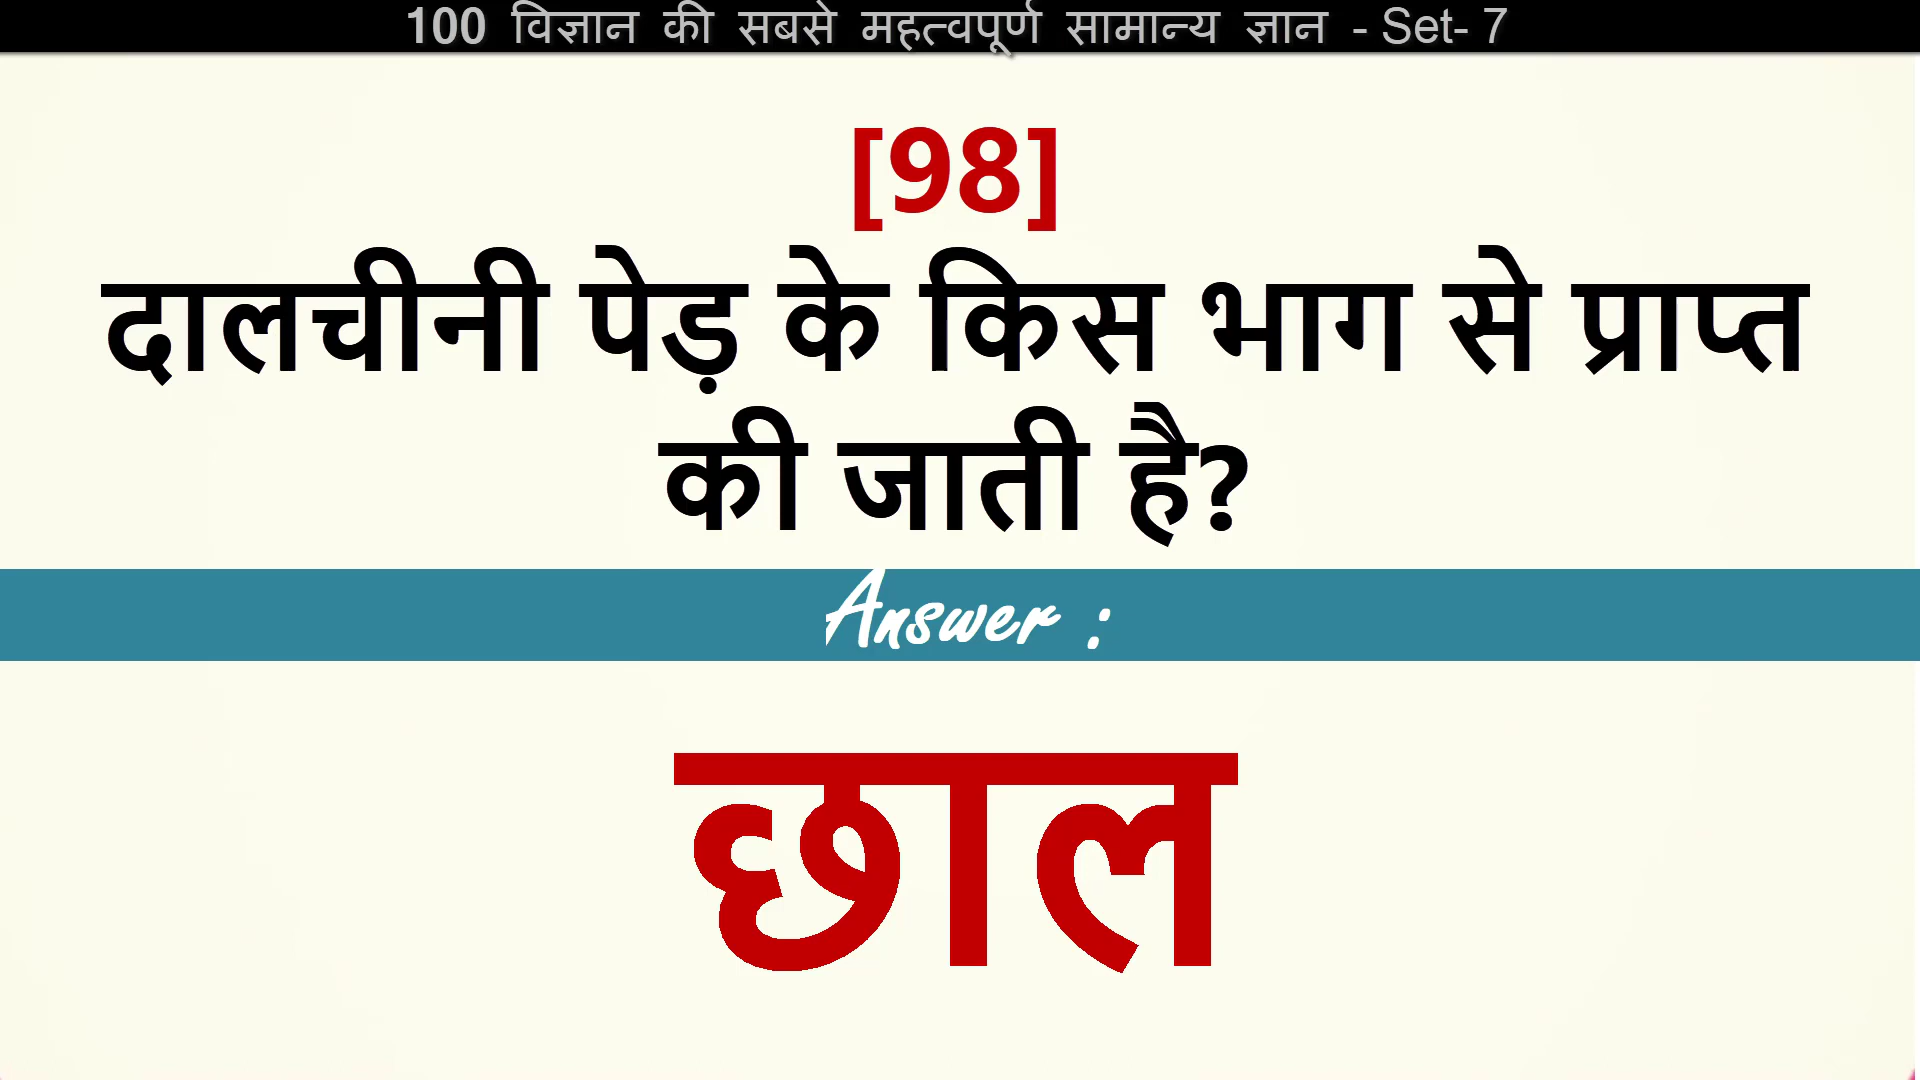 100 विज्ञान की सबसे महत्वपूर्ण सामान्य ज्ञान - Set- 7
[98]
दालचीनी पेड़ के किस भाग से प्राप्त
की जाती है?
Answer :
छाल